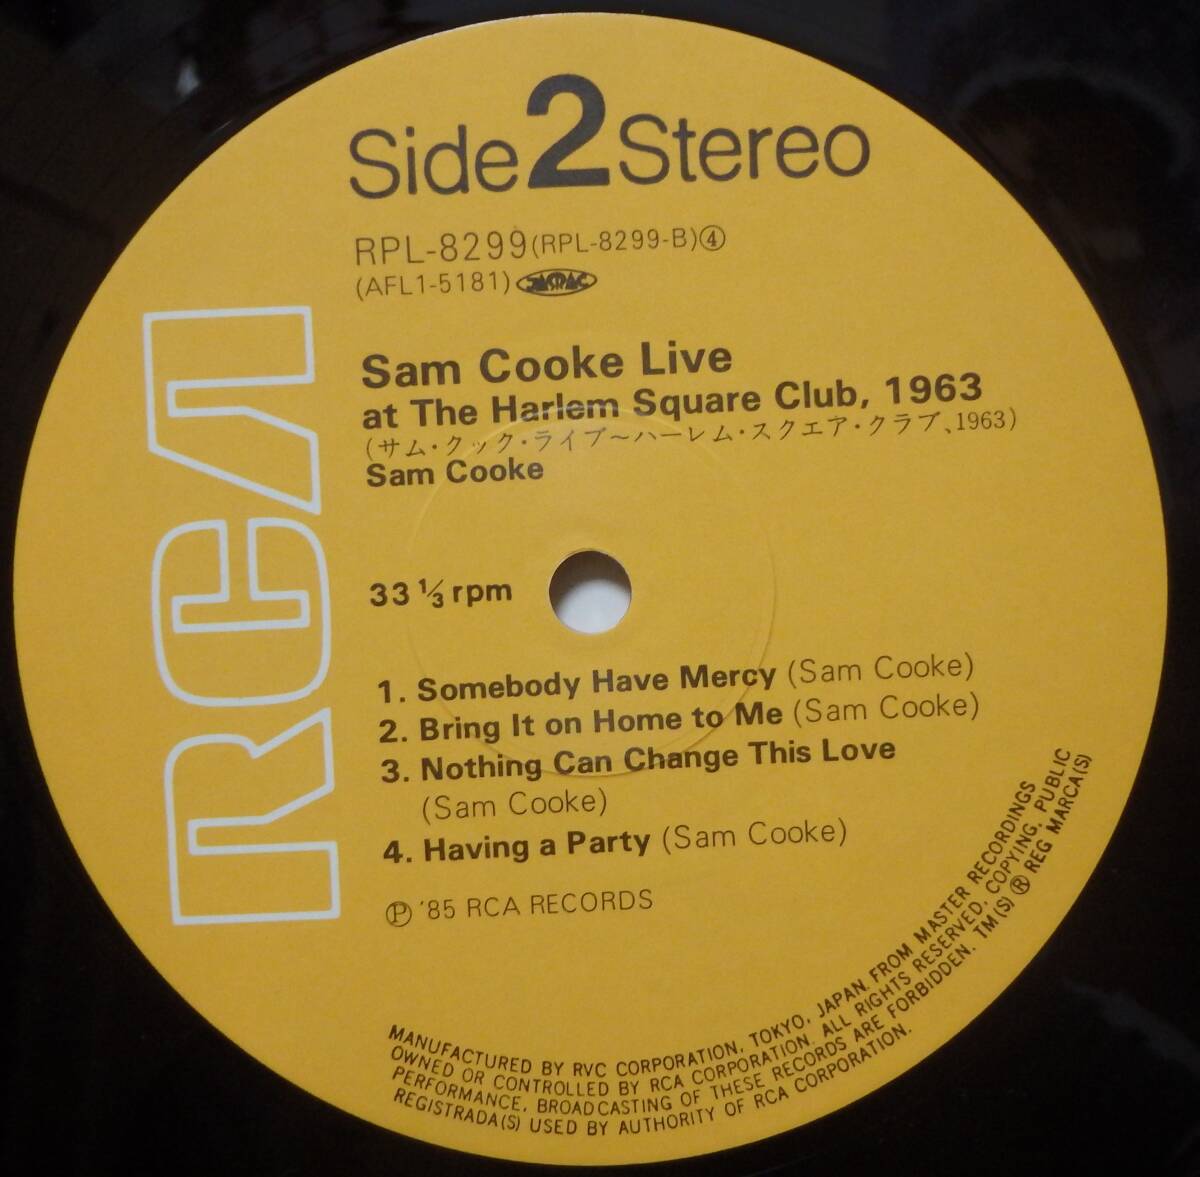 Side 2 Stereo
RPL-8299(RPL-8299-B)④
(AFL1-5181) JASRAC
Sam Cooke Live
at The Harlem Square Club, 1963
(サム・クック・ライブ〜ハーレム・スクエア・クラブ、1963)
Sam Cooke
33 1/3 rpm
1. Somebody Have Mercy (Sam Cooke)
2. Bring It on Home to Me (Sam Cooke)
3. Nothing Can Change This Love
(Sam Cooke)
4. Having a Party (Sam Cooke)
Ⓟ '85 RCA RECORDS
RCA
MANUFACTURED BY RVC CORPORATION, TOKYO, JAPAN. FROM MASTER RECORDINGS
OWNED OR CONTROLLED BY RCA CORPORATION. ALL RIGHTS RESERVED. COPYING, PUBLIC
PERFORMANCE, BROADCASTING OF THESE RECORDS ARE FORBIDDEN. TM(S) ® REG MARCA(S)
REGISTRADA(S) USED BY AUTHORITY OF RCA CORPORATION.